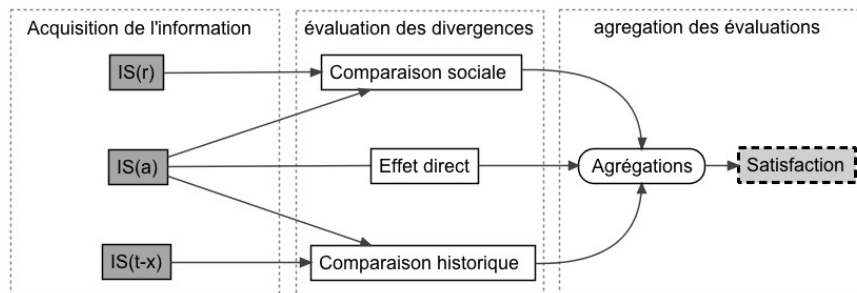 Acquisition de l'information
évaluation des divergences
agregation des évaluations
IS(r)
Comparaison sociale
IS(a)
Effet direct
Agrégations
Satisfaction
IS(t-x)
Comparaison historique